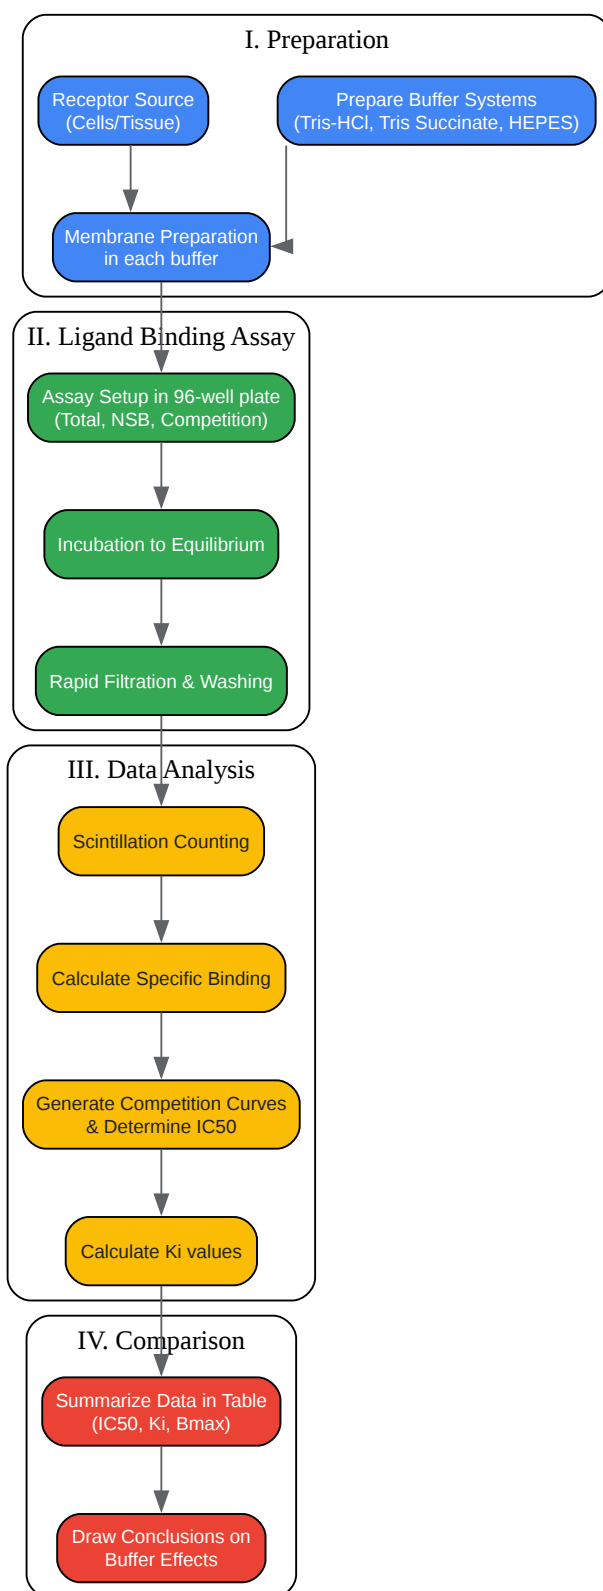 I. Preparation
Receptor Source
(Cells/Tissue)
Prepare Buffer Systems
(Tris-HCl, Tris Succinate, HEPES)
Membrane Preparation
in each buffer
II. Ligand Binding Assay
Assay Setup in 96-well plate
(Total, NSB, Competition)
Incubation to Equilibrium
Rapid Filtration & Washing
III. Data Analysis
Scintillation Counting
Calculate Specific Binding
Generate Competition Curves
& Determine IC50
Calculate Ki values
IV. Comparison
Summarize Data in Table
(IC50, Ki, Bmax)
Draw Conclusions on
Buffer Effects